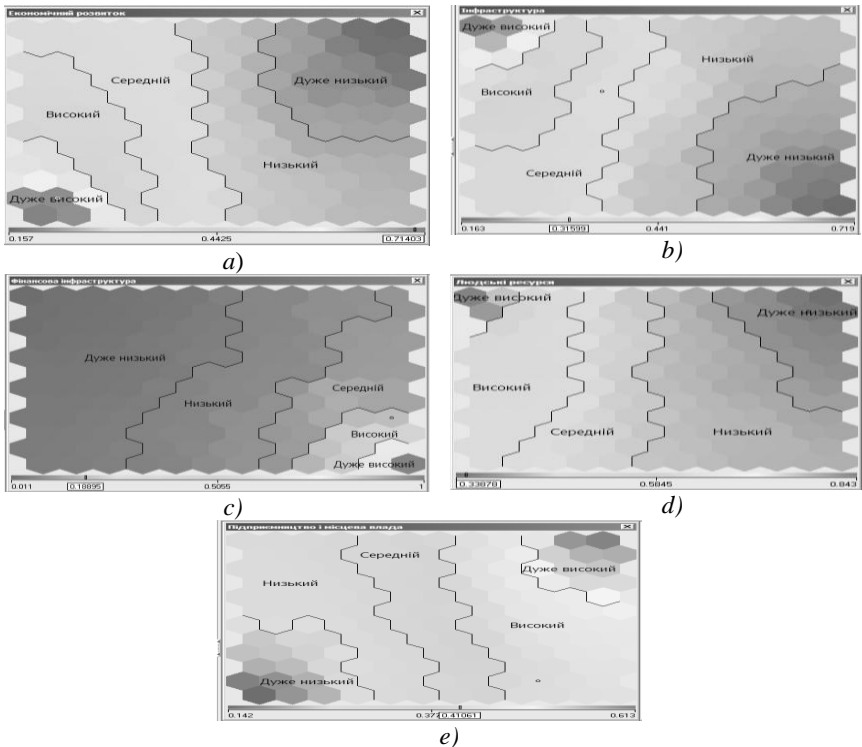 Економічний розвиток
Середній
Дуже низький
Високий
Низький
Дуже високий
0.157 0.4425 0.71403
a)
Інфраструктура
Дуже високий
Низький
Високий
Дуже низький
Середній
0.163 0.31599 0.441 0.719
b)
Фінансова інфраструктура
Дуже низький
Середній
Низький
Високий
Дуже високий
0.011 0.18895 0.5055 1
c)
Людські ресурси
Дуже високий
Дуже низький
Високий
Середній
Низький
0.33878 0.5845 0.843
d)
Підприємництво і місцева влада
Середній
Дуже високий
Низький
Високий
Дуже низький
0.142 0.41061 0.613
e)